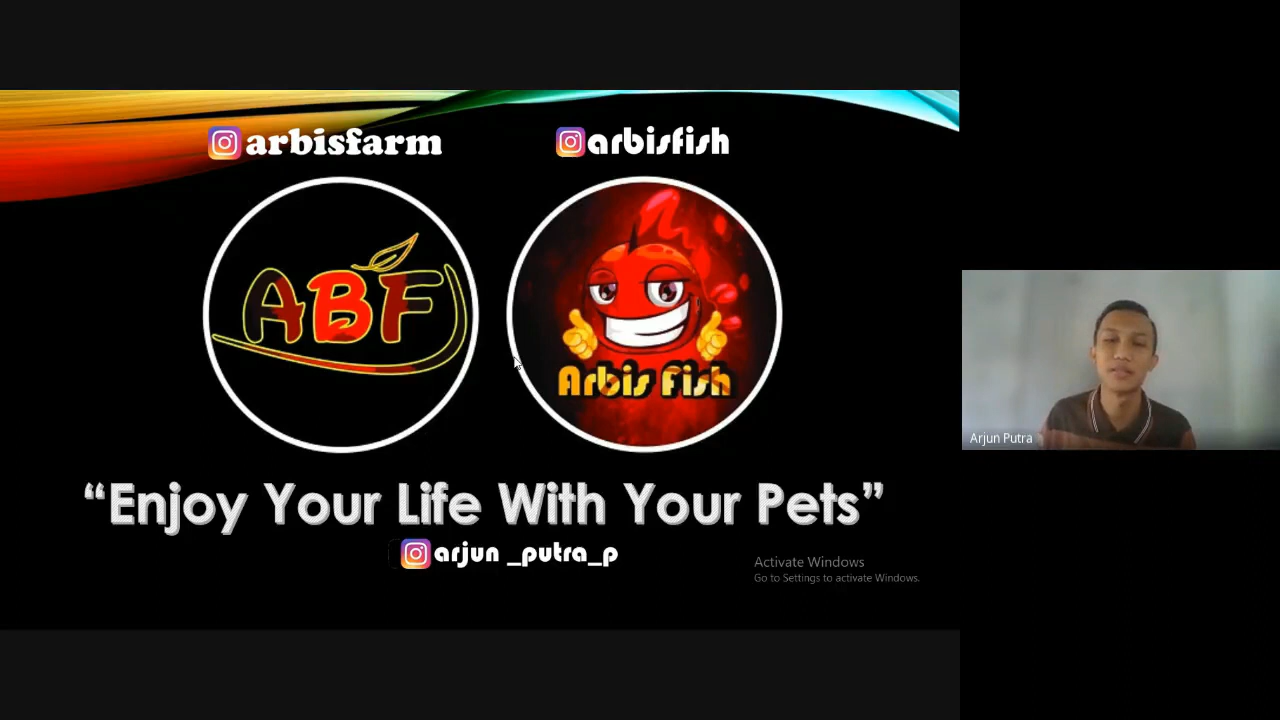 arbisfarm
arbisfish
ABF
Arbis Fish
“Enjoy Your Life With Your Pets”
arjun _putra_p
Activate Windows
Go to Settings to activate Windows.
Arjun Putra